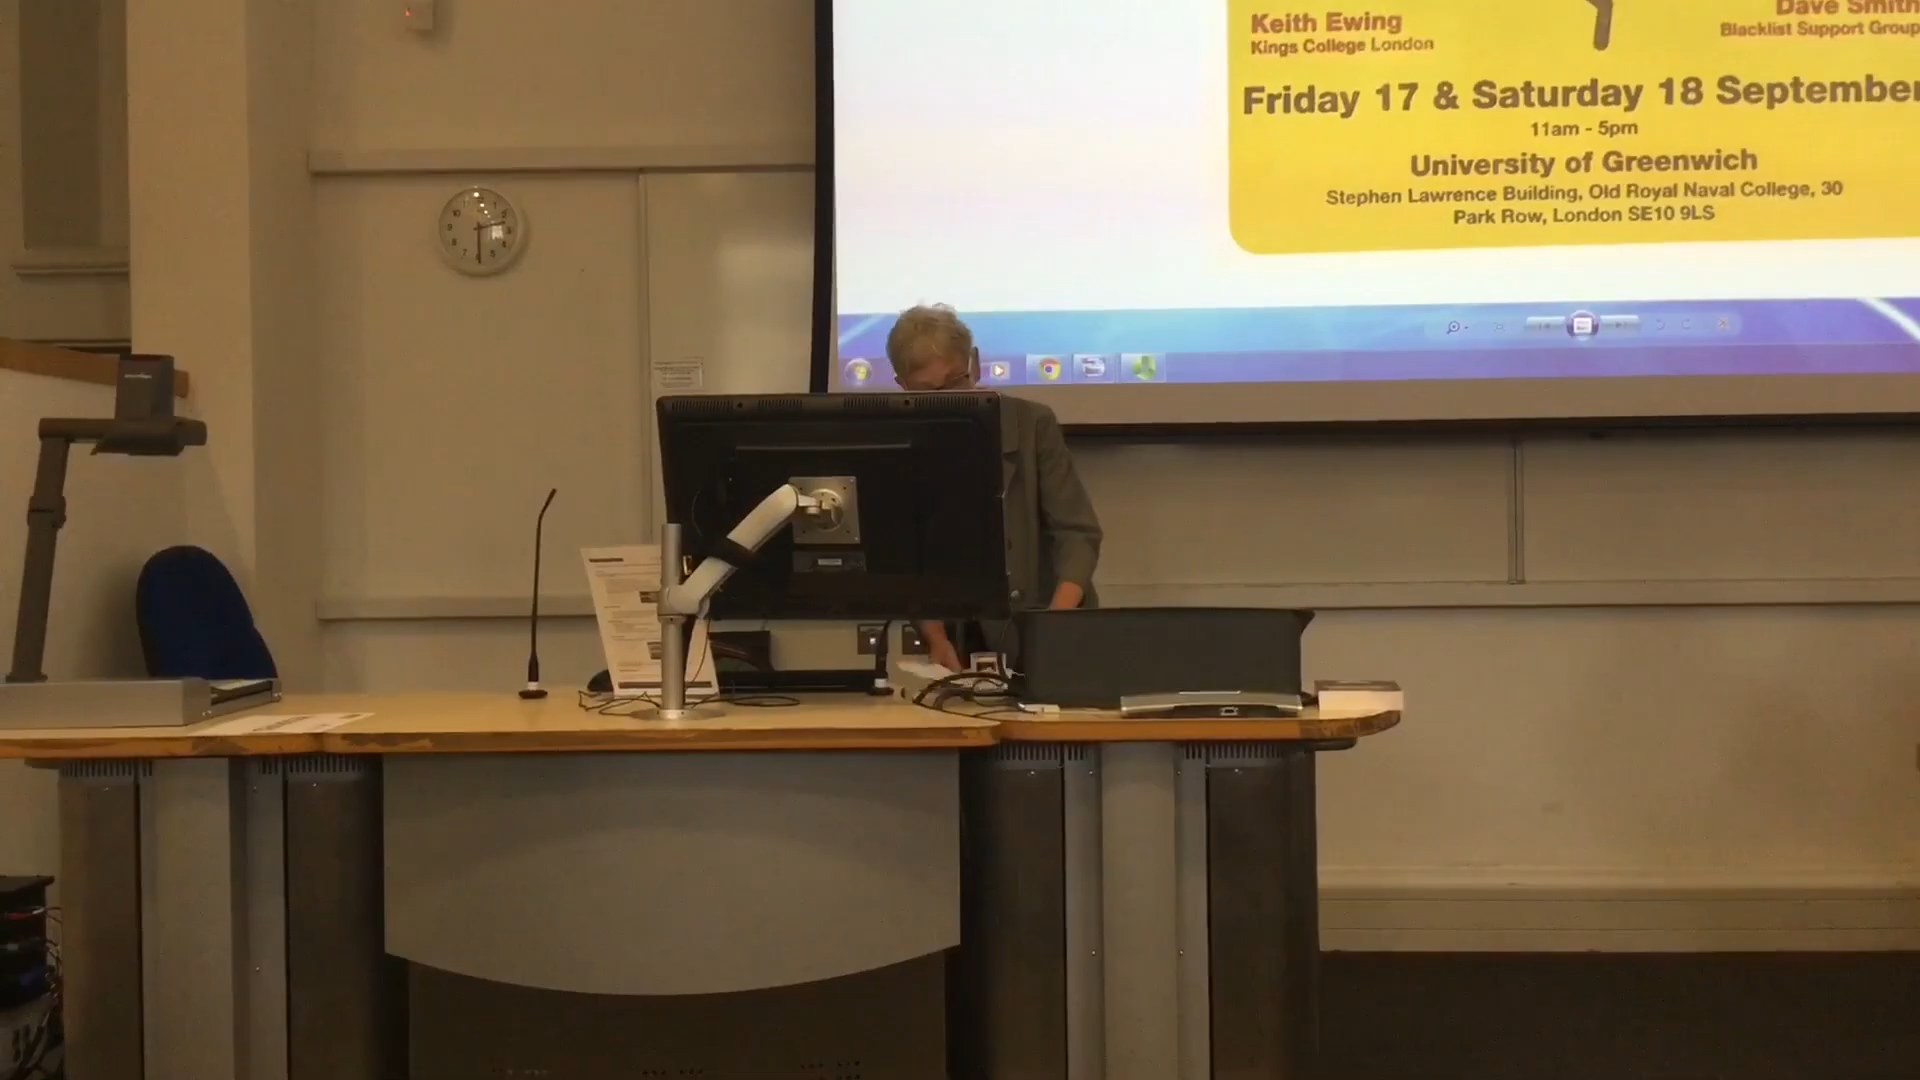 Keith Ewing
Kings College London
Dave Smith
Blacklist Support Group
Friday 17 & Saturday 18 September
11am - 5pm
University of Greenwich
Stephen Lawrence Building, Old Royal Naval College, 30
Park Row, London SE10 9LS